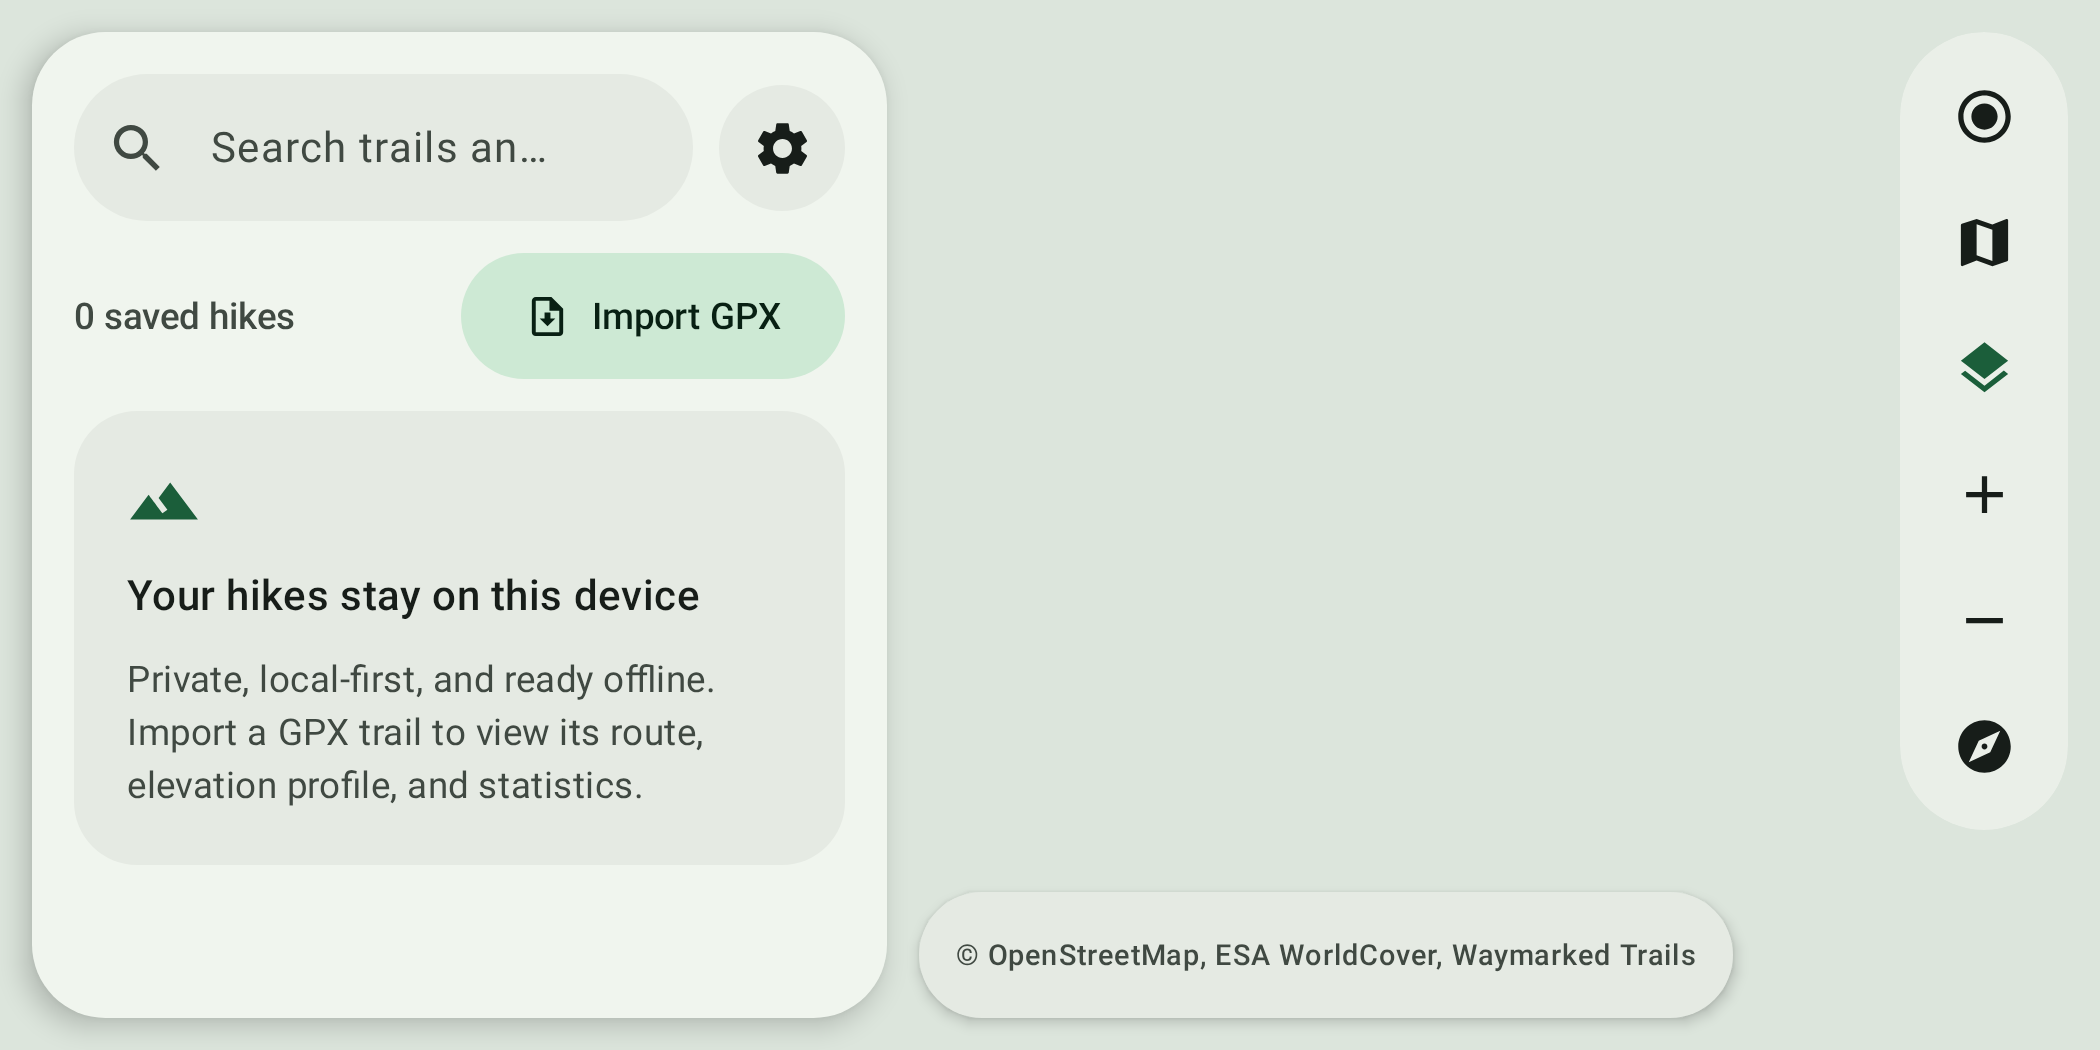 Search trails an…
0 saved hikes
Import GPX
Your hikes stay on this device
Private, local-first, and ready offline.
Import a GPX trail to view its route,
elevation profile, and statistics.
© OpenStreetMap, ESA WorldCover, Waymarked Trails